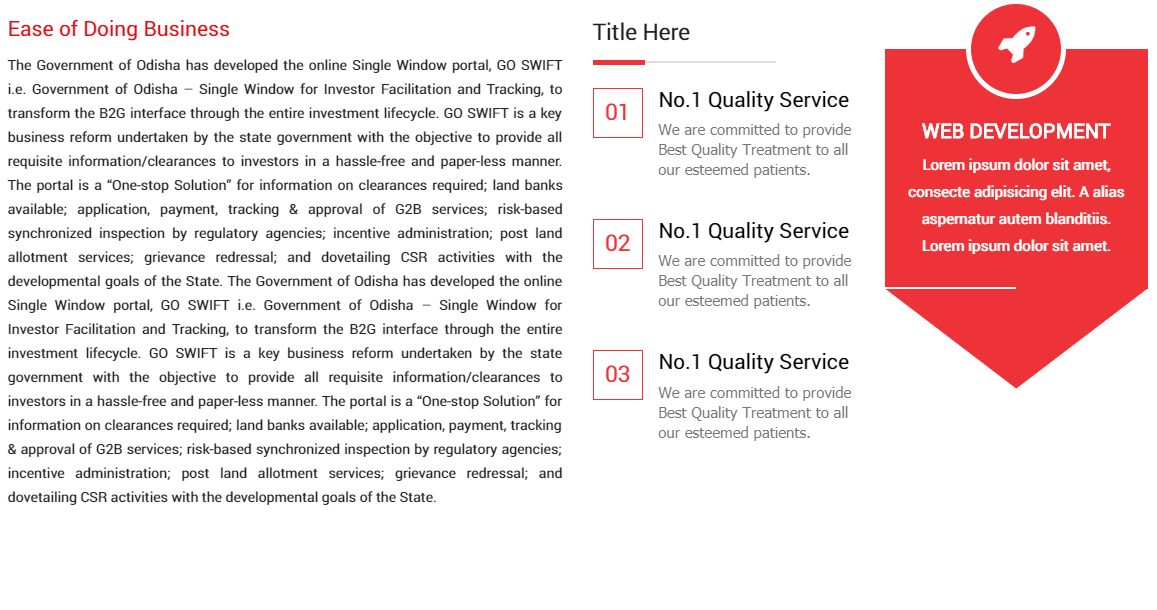 Ease of Doing Business
The Government of Odisha has developed the online Single Window portal, GO SWIFT
i.e. Government of Odisha – Single Window for Investor Facilitation and Tracking, to
transform the B2G interface through the entire investment lifecycle. GO SWIFT is a key
business reform undertaken by the state government with the objective to provide all
requisite information/clearances to investors in a hassle-free and paper-less manner.
The portal is a “One-stop Solution” for information on clearances required; land banks
available; application, payment, tracking & approval of G2B services; risk-based
synchronized inspection by regulatory agencies; incentive administration; post land
allotment services; grievance redressal; and dovetailing CSR activities with the
developmental goals of the State. The Government of Odisha has developed the online
Single Window portal, GO SWIFT i.e. Government of Odisha – Single Window for
Investor Facilitation and Tracking, to transform the B2G interface through the entire
investment lifecycle. GO SWIFT is a key business reform undertaken by the state
government with the objective to provide all requisite information/clearances to
investors in a hassle-free and paper-less manner. The portal is a “One-stop Solution” for
information on clearances required; land banks available; application, payment, tracking
& approval of G2B services; risk-based synchronized inspection by regulatory agencies;
incentive administration; post land allotment services; grievance redressal; and
dovetailing CSR activities with the developmental goals of the State.
Title Here
01
No.1 Quality Service
We are committed to provide
Best Quality Treatment to all
our esteemed patients.
02
No.1 Quality Service
We are committed to provide
Best Quality Treatment to all
our esteemed patients.
03
No.1 Quality Service
We are committed to provide
Best Quality Treatment to all
our esteemed patients.
WEB DEVELOPMENT
Lorem ipsum dolor sit amet,
consecte adipisicing elit. A alias
aspernatur autem blanditiis.
Lorem ipsum dolor sit amet.